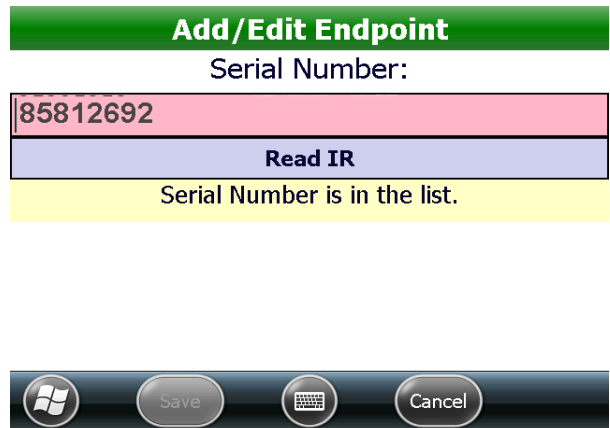 Add/Edit Endpoint
Serial Number:
85812692
Read IR
Serial Number is in the list.
Save
Cancel